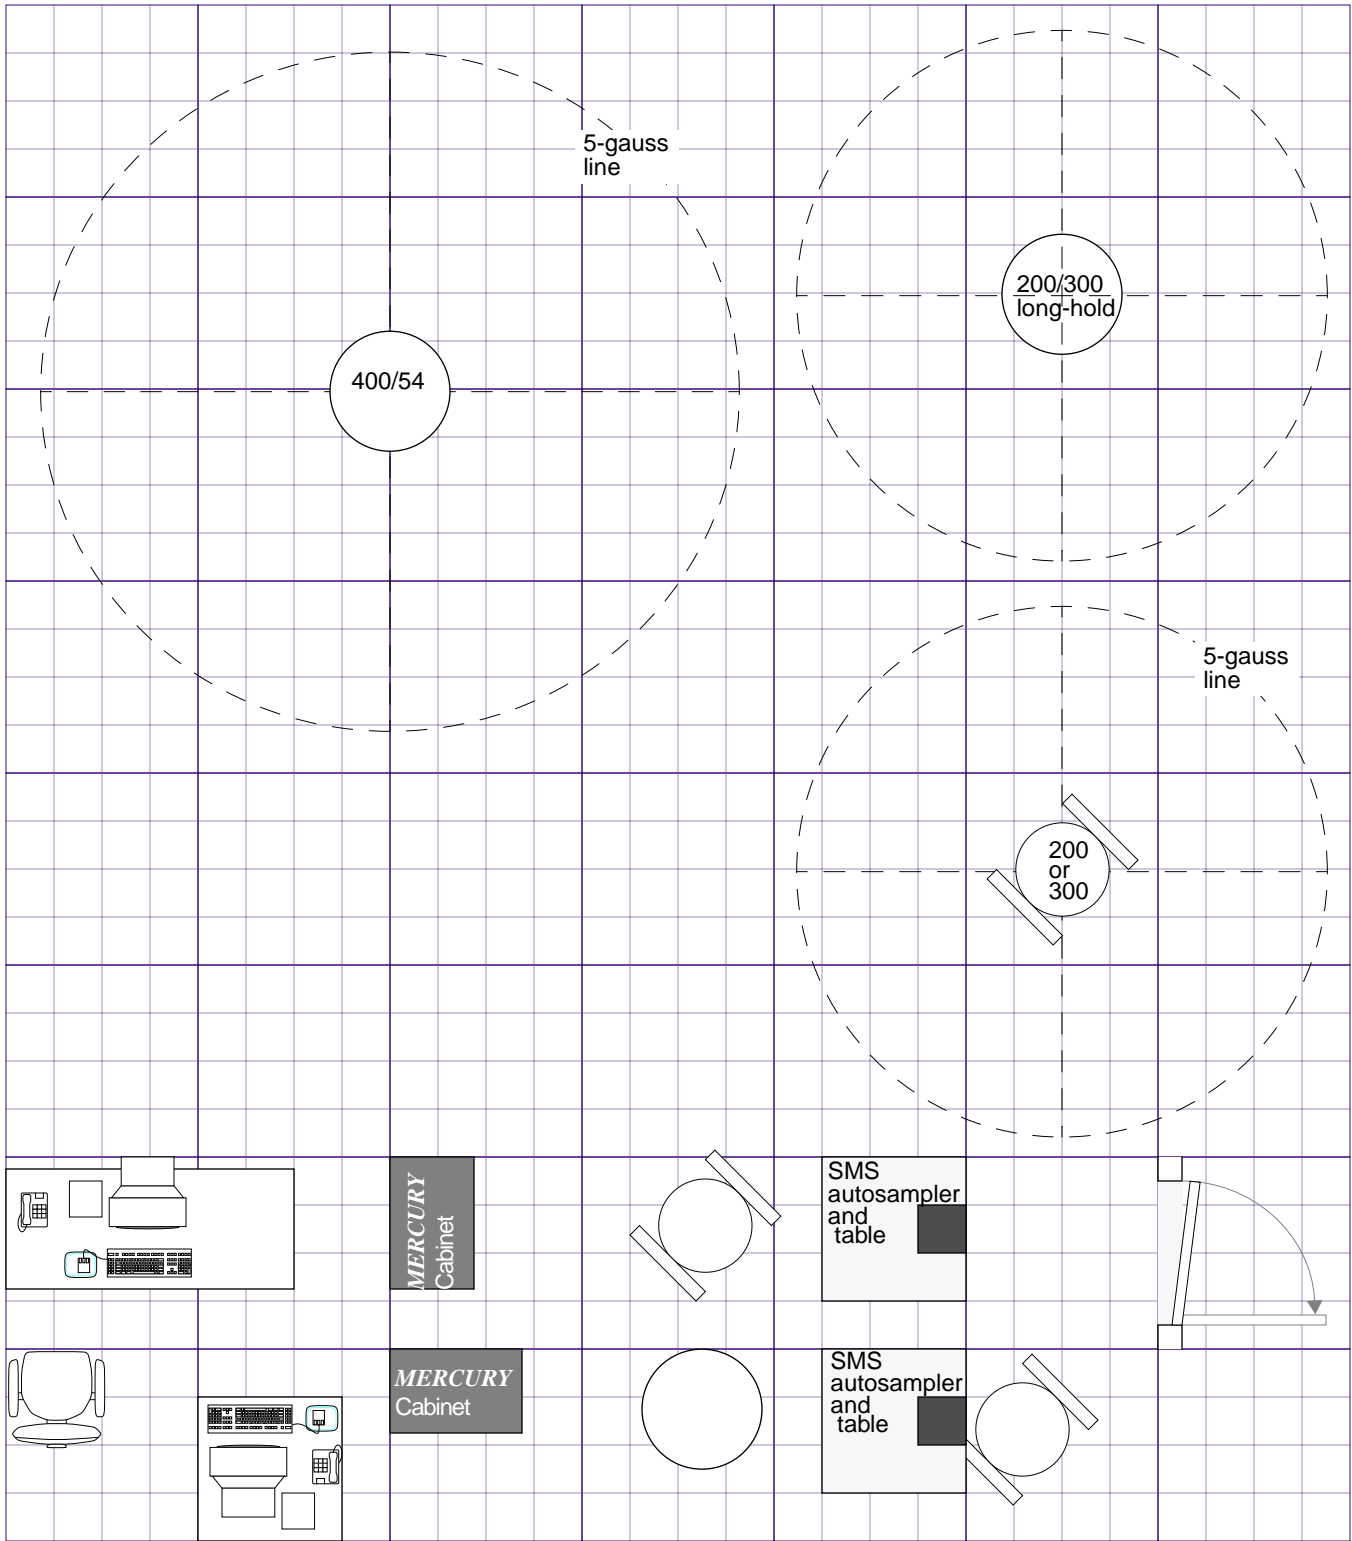 5-gauss
line
200/300
long-hold
400/54
5-gauss
line
200
or
300
MERCURY
Cabinet
SMS
autosampler
and
table
MERCURY
Cabinet
SMS
autosampler
and
table